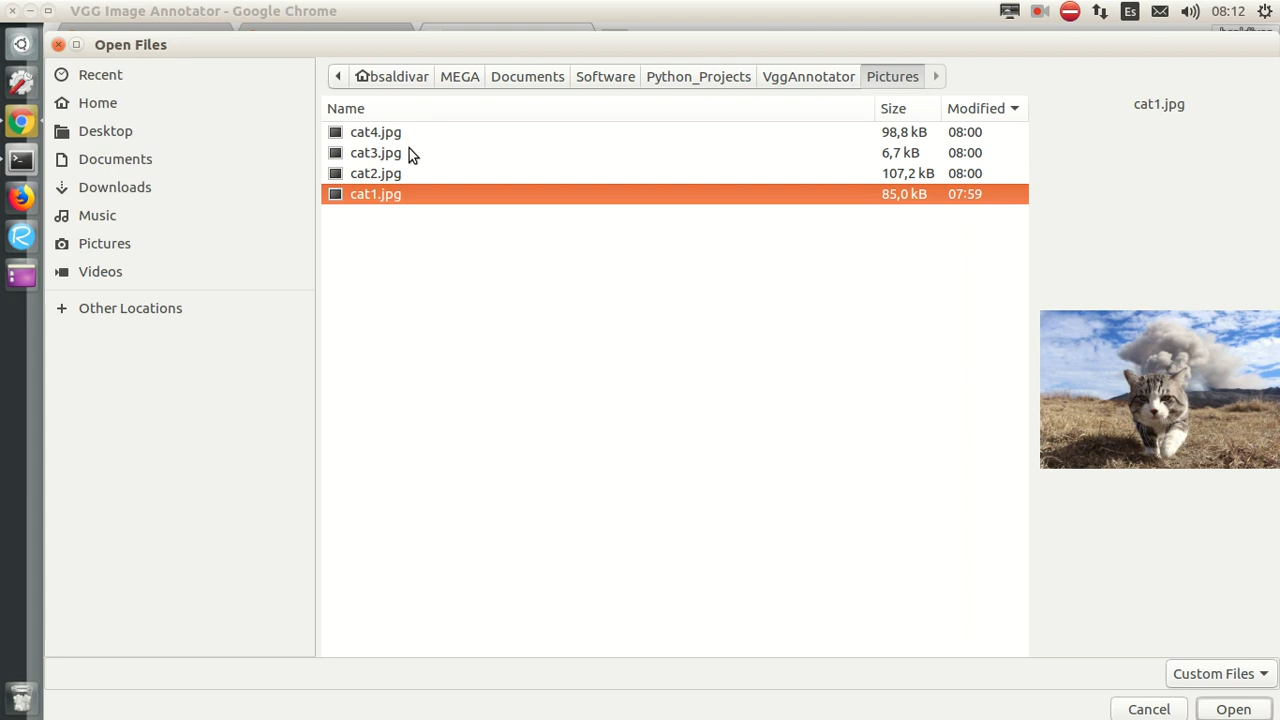 VGG Image Annotator - Google Chrome
Es
08:12
Open Files
Recent
Home
Desktop
Documents
Downloads
Music
Pictures
Videos
Other Locations
bsaldivar MEGA Documents Software Python_Projects VggAnnotator Pictures
Name Size Modified
cat4.jpg 98,8 kB 08:00
cat3.jpg 6,7 kB 08:00
cat2.jpg 107,2 kB 08:00
cat1.jpg 85,0 kB 07:59
cat1.jpg
Custom Files
Cancel Open